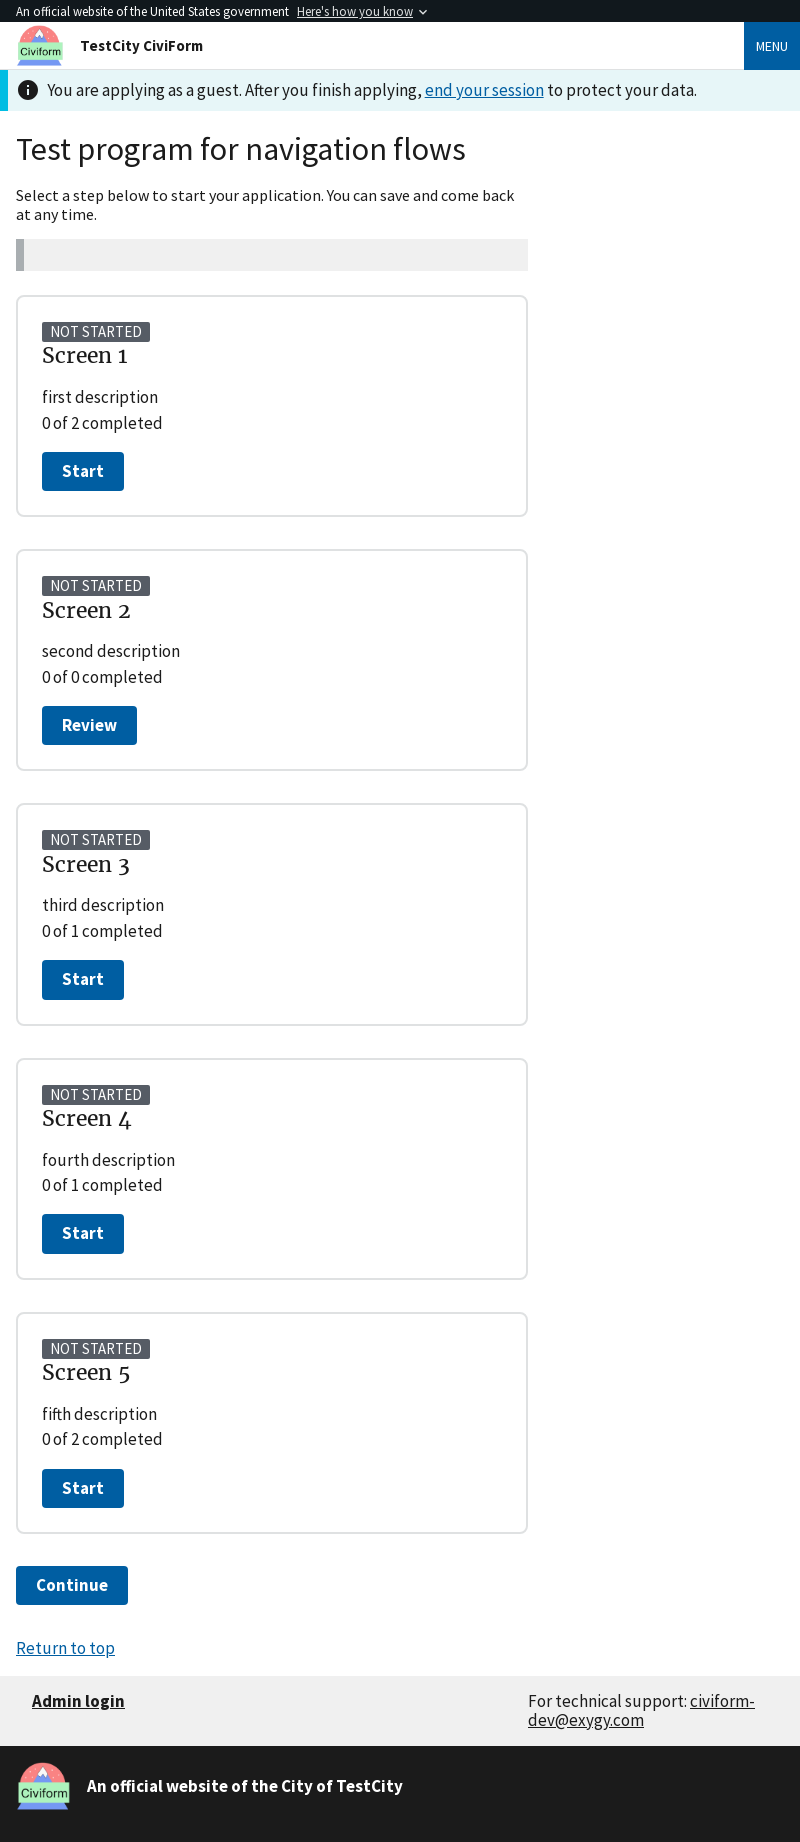 An official website of the United States government Here's how you know
Civiform
TestCity CiviForm
MENU
You are applying as a guest. After you finish applying, end your session to protect your data.
Test program for navigation flows
Select a step below to start your application. You can save and come back
at any time.
NOT STARTED
Screen 1
first description
0 of 2 completed
Start
NOT STARTED
Screen 2
second description
0 of 0 completed
Review
NOT STARTED
Screen 3
third description
0 of 1 completed
Start
NOT STARTED
Screen 4
fourth description
0 of 1 completed
Start
NOT STARTED
Screen 5
fifth description
0 of 2 completed
Start
Continue
Return to top
Admin login
For technical support: civiform-
dev@exygy.com
Civiform
An official website of the City of TestCity